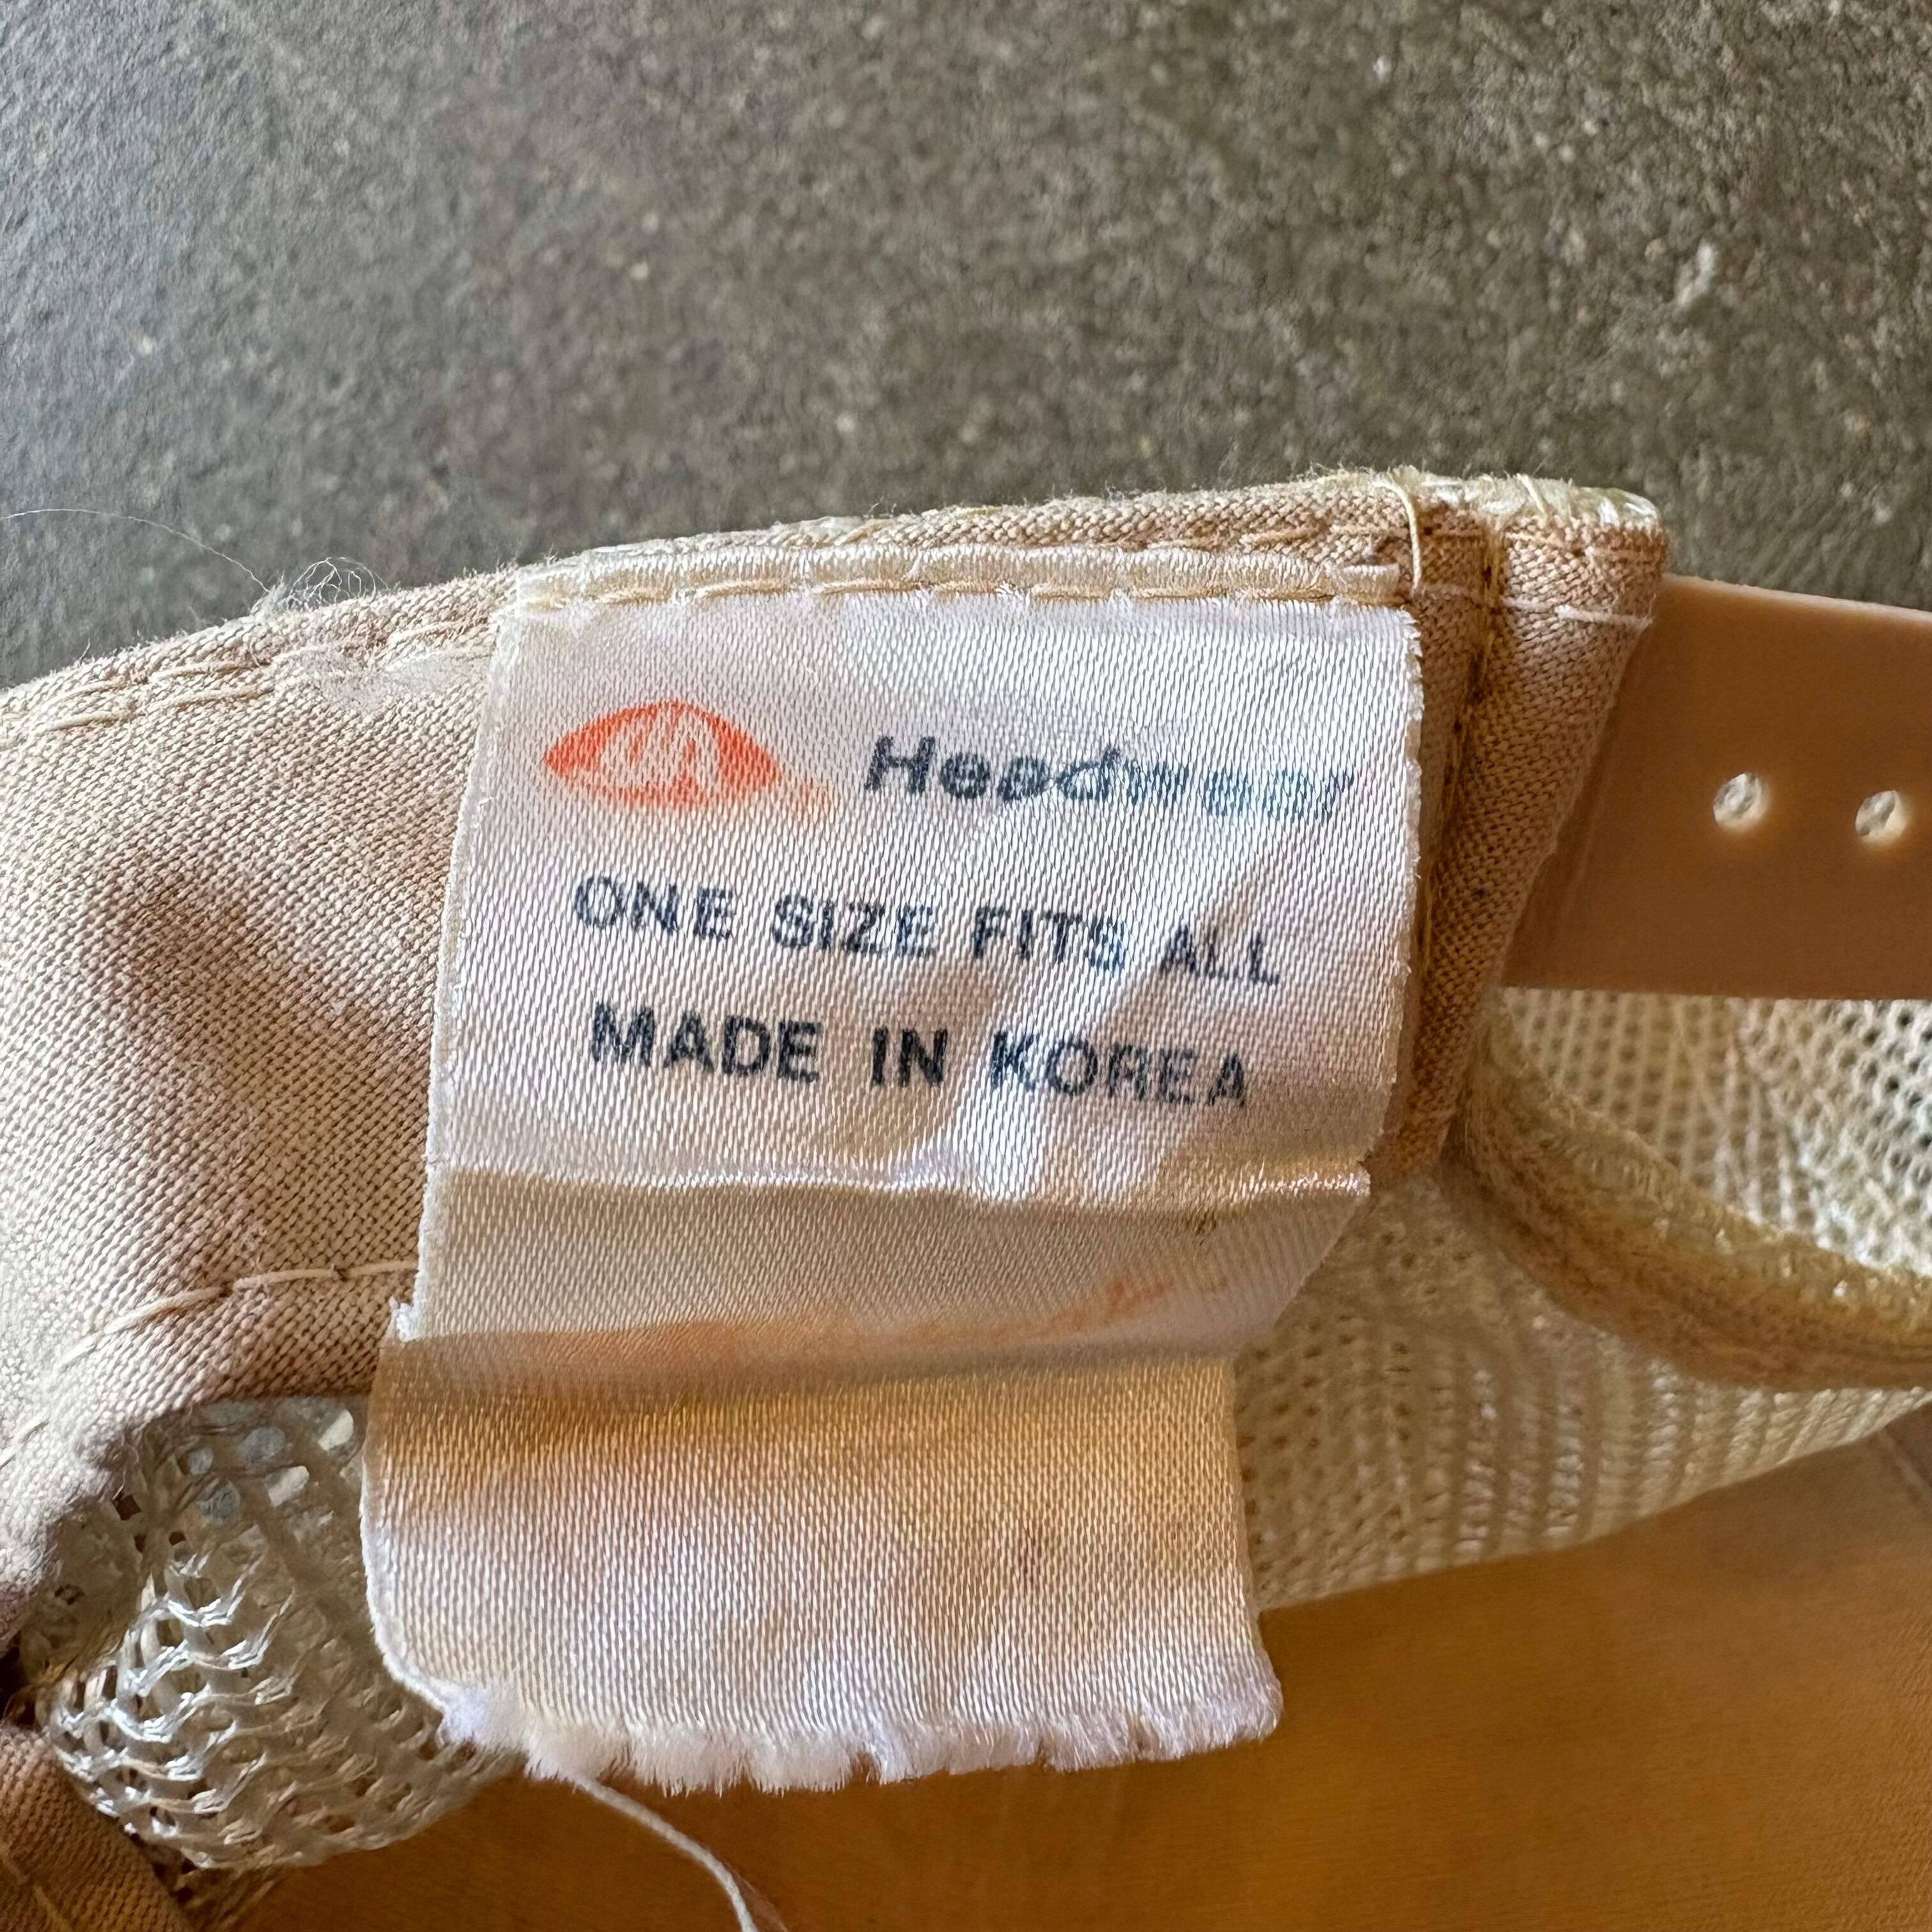 Headwear
ONE SIZE FITS ALL
MADE IN KOREA